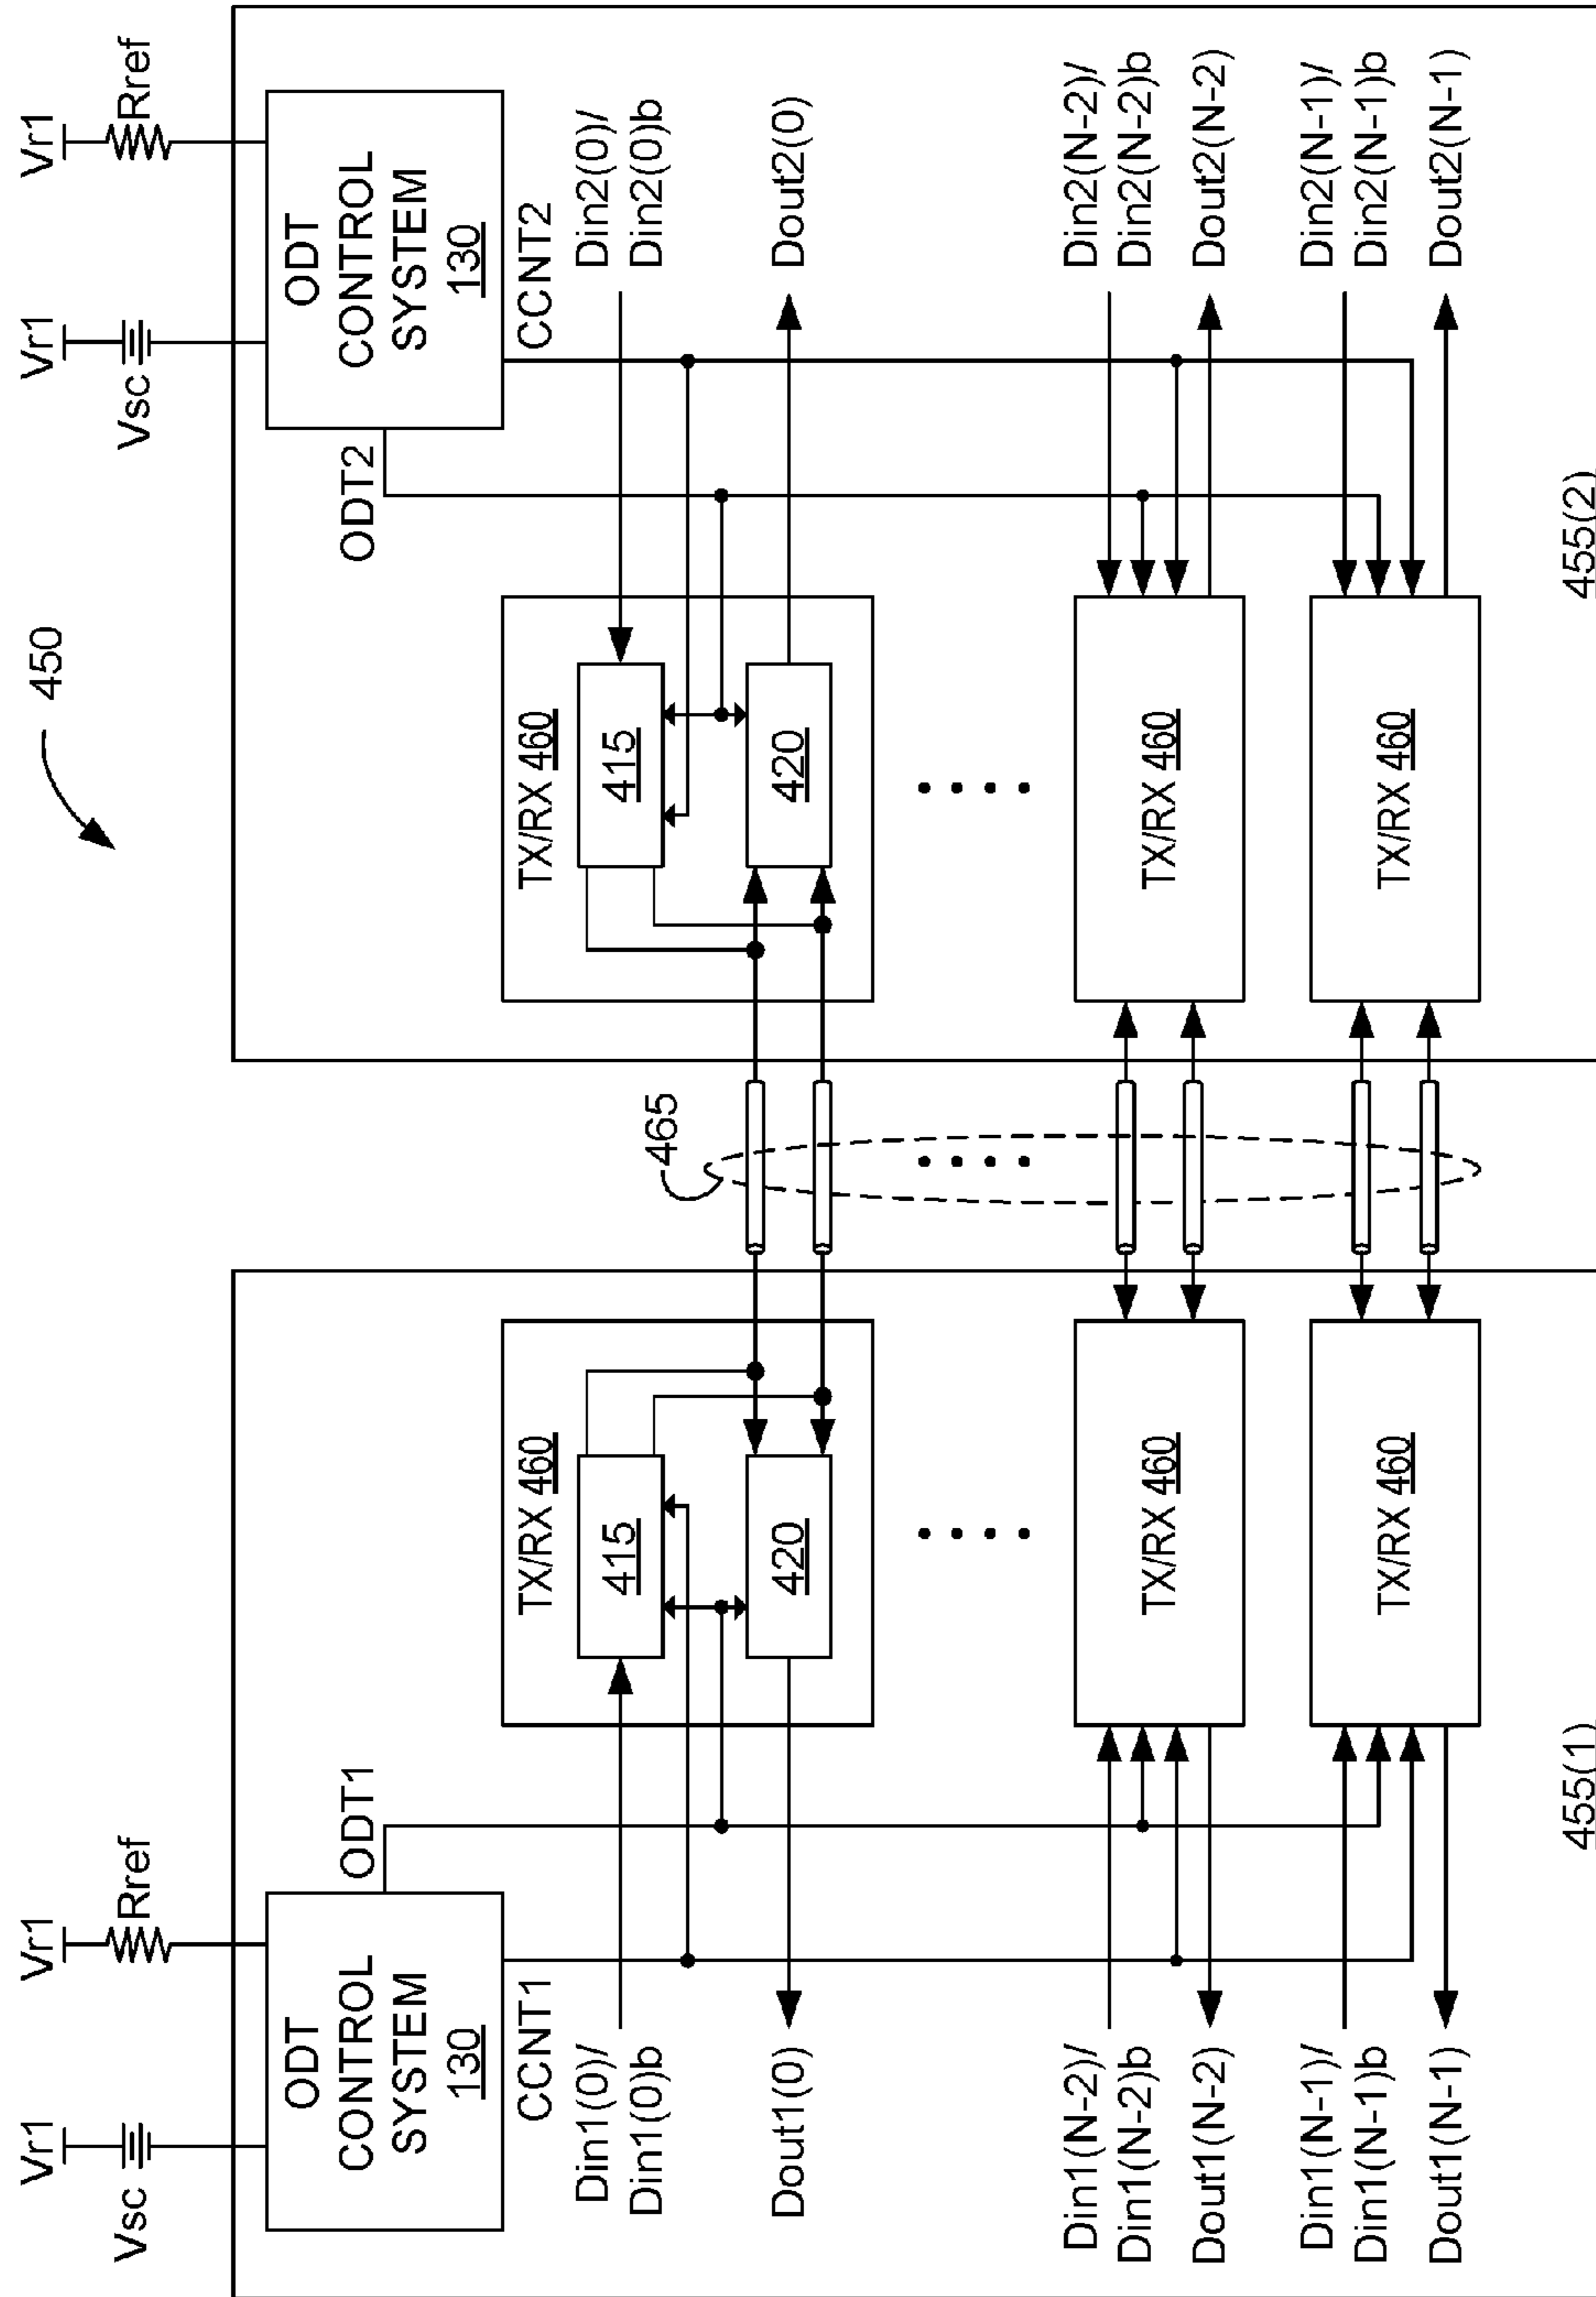 450
Vr1
Vr1
Vsc
Rref
ODT
CONTROL
SYSTEM
130
ODT1
CCNT1
Din1(0)/
Din1(0)b
Dout1(0)
TX/RX 460
415
420
Din1(N-2)/
Din1(N-2)b
Dout1(N-2)
TX/RX 460
Din1(N-1)/
Din1(N-1)b
Dout1(N-1)
TX/RX 460
455(1)
465
Vr1
Vr1
Vsc
Rref
ODT
CONTROL
SYSTEM
130
ODT2
CCNT2
TX/RX 460
415
420
Din2(0)/
Din2(0)b
Dout2(0)
TX/RX 460
Din2(N-2)/
Din2(N-2)b
Dout2(N-2)
TX/RX 460
Din2(N-1)/
Din2(N-1)b
Dout2(N-1)
455(2)